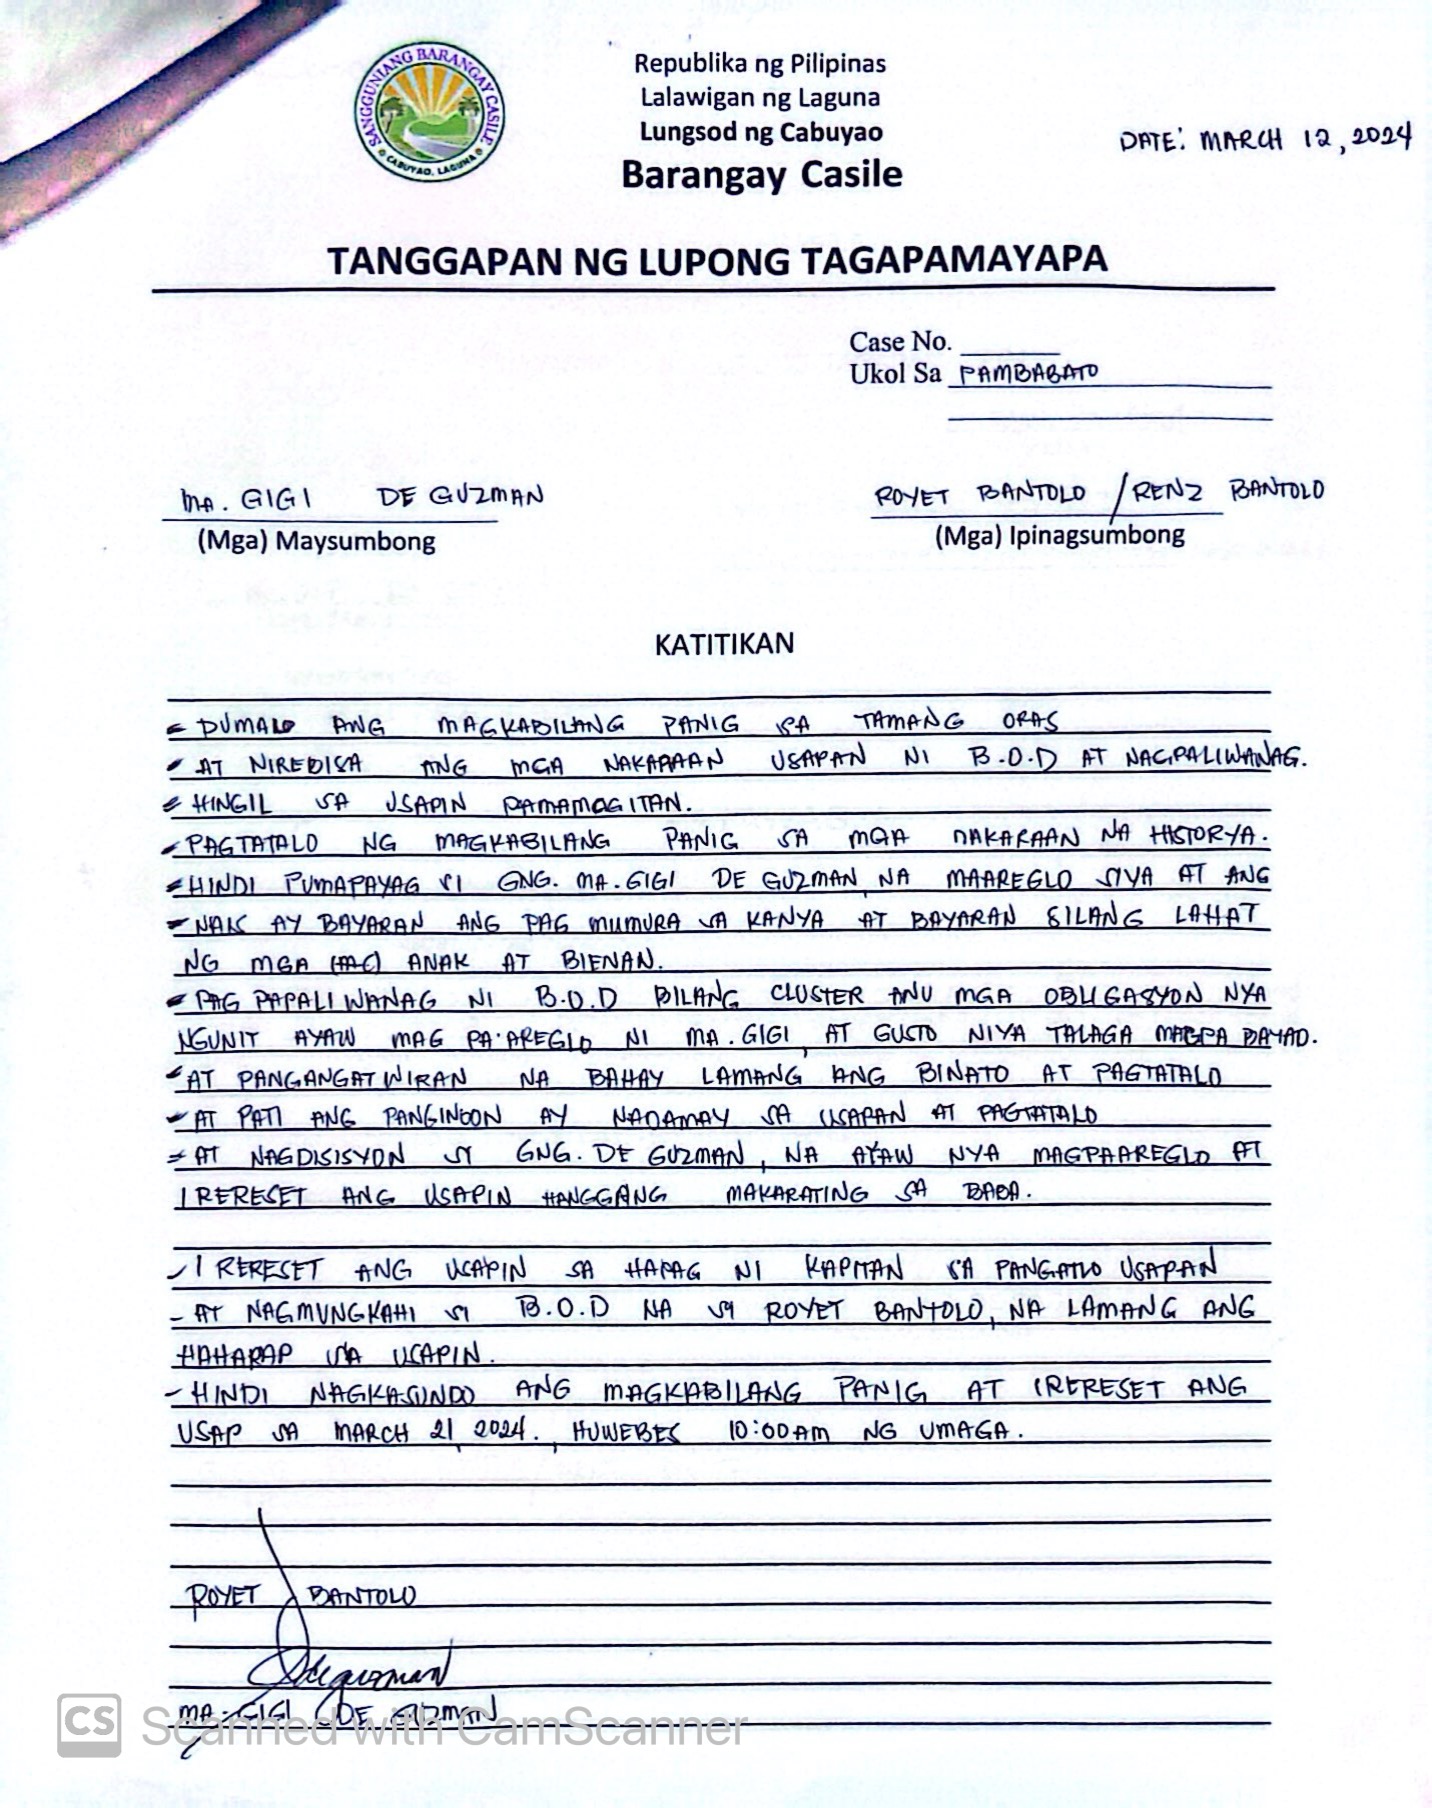 SANGGUNIANG BARANGAY CASILE
CABUYAO, LAGUNA
Republika ng Pilipinas
Lalawigan ng Laguna
Lungsod ng Cabuyao
Barangay Casile
DATE: MARCH 12, 2024
TANGGAPAN NG LUPONG TAGAPAMAYAPA
Case No.
Ukol Sa PAMBABATO
MA. GIGI DE GUZMAN
(Mga) Maysumbong
ROYET BANTOLO / RENZ BANTOLO
(Mga) Ipinagsumbong
KATITIKAN
- DUMALO ANG MAGKABILANG PANIG SA TAMANG ORAS
- AT NIREBISA ANG MGA NAKARAAN USAPAN NI B.O.D AT NAGPALIWANAG.
- HINGIL SA USAPIN PAMAMAGITAN.
- PAGTATALO NG MAGKABILANG PANIG SA MGA NAKARAAN NA HISTORYA.
- HINDI PUMAPAYAG SI GNG. MA. GIGI DE GUZMAN, NA MAAREGLO SIYA AT ANG
- NAIS AY BAYARAN ANG PAG MUMURA SA KANYA AT BAYARAN SILANG LAHAT
NG MGA ANAK AT BIENAN.
- PAG PAPALIWANAG NI B.O.D BILANG CLUSTER ANU MGA OBLIGASYON NYA
NGUNIT AYAW MAG PA'AREGLO NI MA. GIGI, AT GUSTO NIYA TALAGA MAGPA BAYAD.
- AT PANGANGATWIRAN NA BAHAY LAMANG ANG BINATO AT PAGTATALO
- AT PATI ANG PANGINOON AY NADAMAY SA USAPAN AT PAGTATALO
- AT NAGDISISYON SI GNG. DE GUZMAN, NA AYAW NYA MAGPAAREGLO AT
IRERESET ANG USAPIN HANGGANG MAKARATING SA BABA.
- IRERESET ANG USAPIN SA HAPAG NI KAPITAN SA PANGATLO USAPAN
- AT NAGMUNGKAHI SI B.O.D NA SI ROYET BANTOLO, NA LAMANG ANG
HAHARAP SA USAPIN.
- HINDI NAGKASUNDO ANG MAGKABILANG PANIG AT IRERESET ANG
USAP SA MARCH 21, 2024., HUWEBES 10:00AM NG UMAGA.
ROYET BANTOLO
Deguzman
MA. GIGI DE GUZMAN
CS Scanned with CamScanner